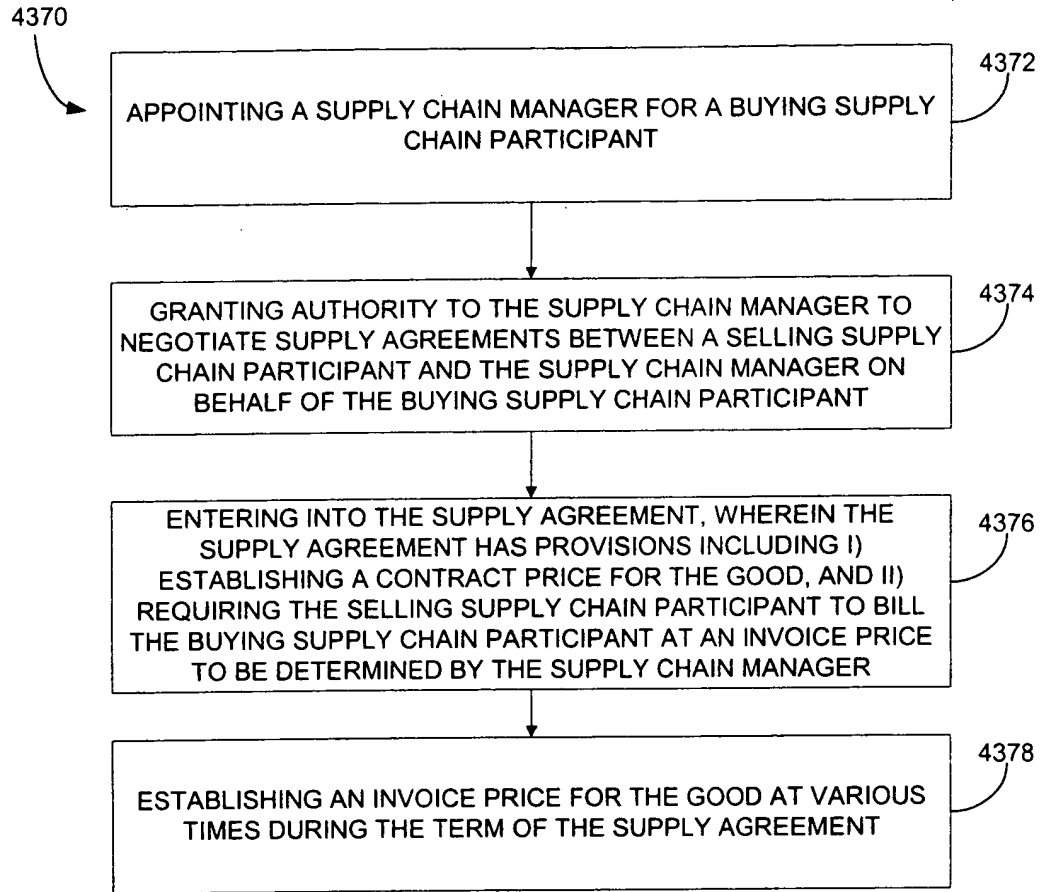 4370
4372
APPOINTING A SUPPLY CHAIN MANAGER FOR A BUYING SUPPLY
CHAIN PARTICIPANT
4374
GRANTING AUTHORITY TO THE SUPPLY CHAIN MANAGER TO
NEGOTIATE SUPPLY AGREEMENTS BETWEEN A SELLING SUPPLY
CHAIN PARTICIPANT AND THE SUPPLY CHAIN MANAGER ON
BEHALF OF THE BUYING SUPPLY CHAIN PARTICIPANT
4376
ENTERING INTO THE SUPPLY AGREEMENT, WHEREIN THE
SUPPLY AGREEMENT HAS PROVISIONS INCLUDING I)
ESTABLISHING A CONTRACT PRICE FOR THE GOOD, AND II)
REQUIRING THE SELLING SUPPLY CHAIN PARTICIPANT TO BILL
THE BUYING SUPPLY CHAIN PARTICIPANT AT AN INVOICE PRICE
TO BE DETERMINED BY THE SUPPLY CHAIN MANAGER
4378
ESTABLISHING AN INVOICE PRICE FOR THE GOOD AT VARIOUS
TIMES DURING THE TERM OF THE SUPPLY AGREEMENT